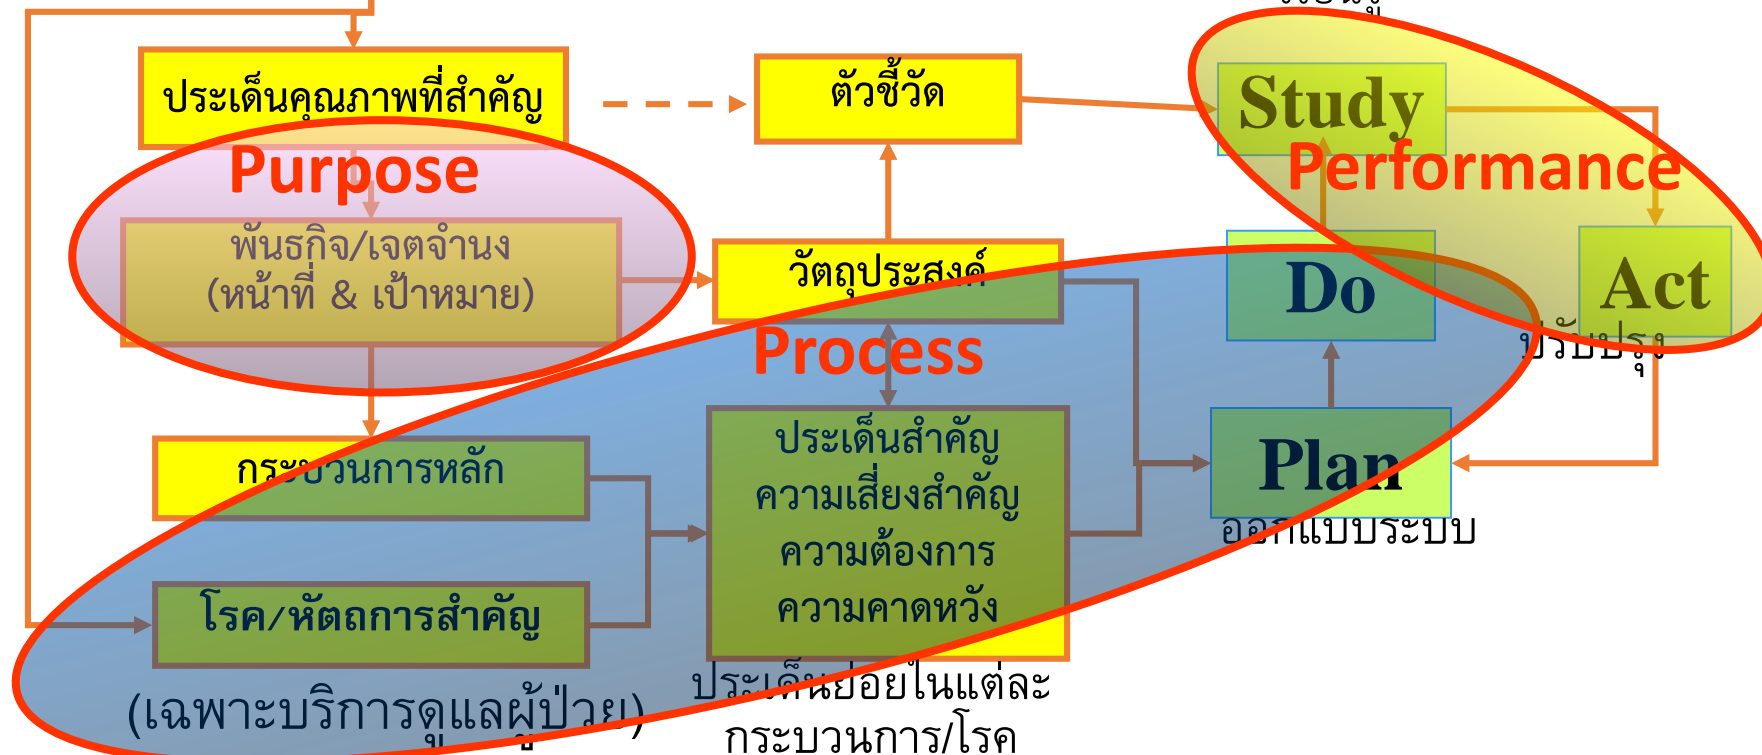 ประเด็นคุณภาพที่สำคัญ
ตัวชี้วัด
Study
Purpose
Performance
พันธกิจ/เจตจำนง
(หน้าที่ & เป้าหมาย)
วัตถุประสงค์
Do
Act
ปรับปรุง
Process
กระบวนการหลัก
ประเด็นสำคัญ
ความเสี่ยงสำคัญ
ความต้องการ
ความคาดหวัง
Plan
ออกแบบระบบ
โรค/หัตถการสำคัญ
(เฉพาะบริการดูแลผู้ป่วย)
ประเด็นย่อยในแต่ละ
กระบวนการ/โรค